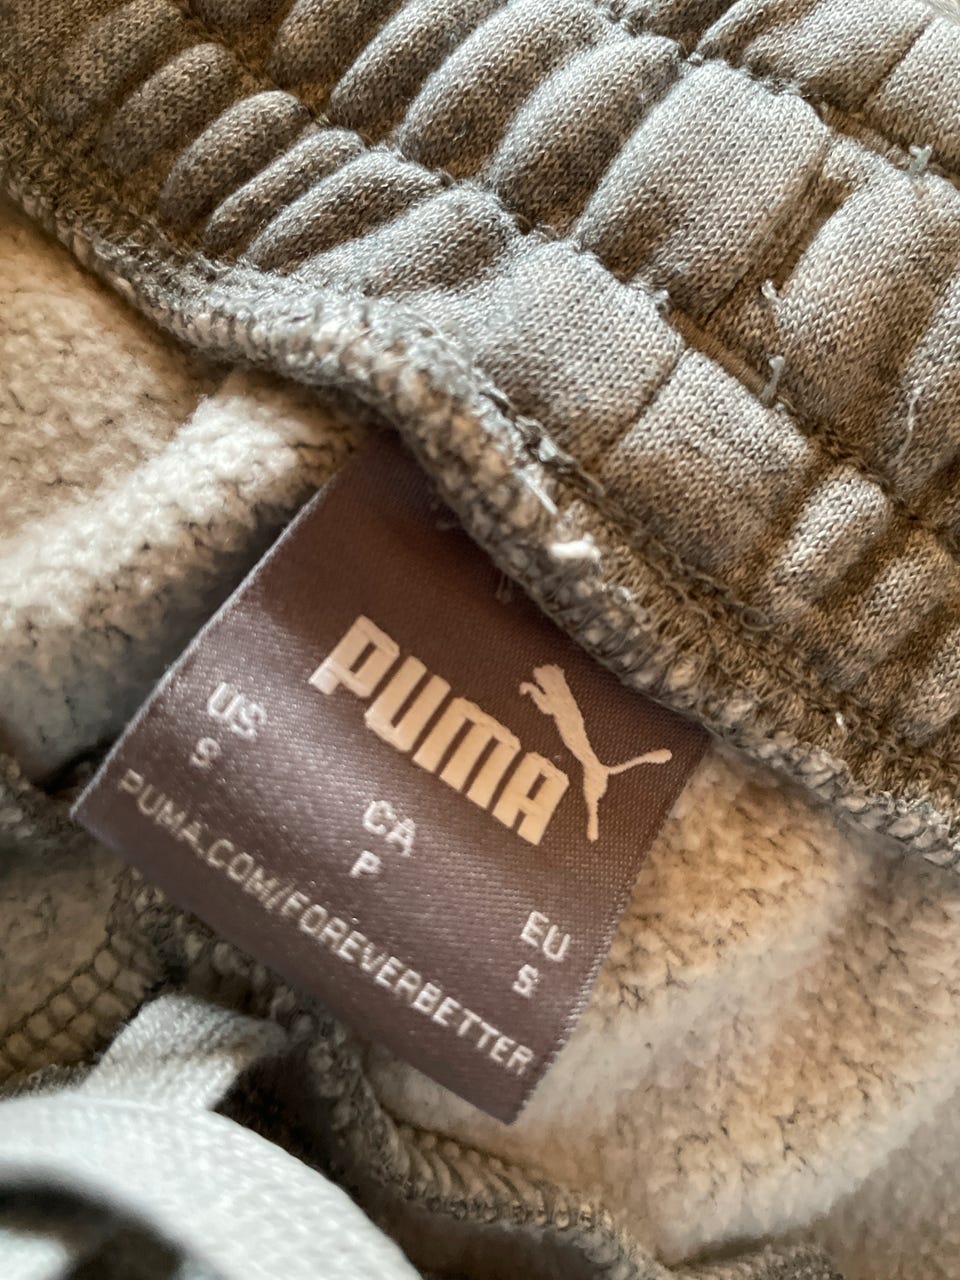 PUMA
US CA EU
S P S
PUMA.COM/FOREVERBETTER